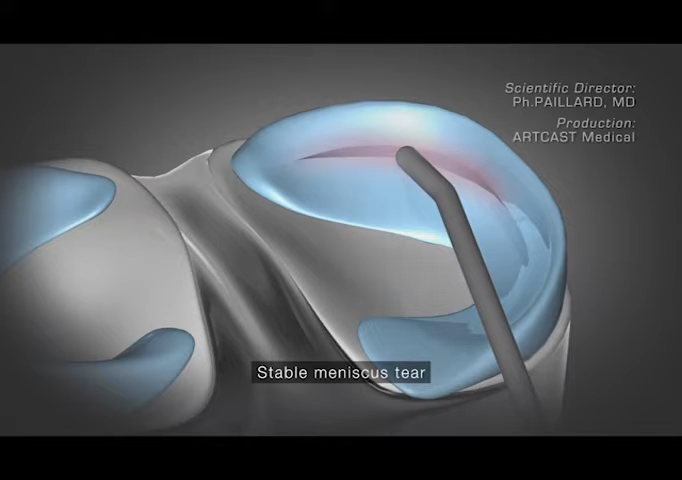 Scientific Director:
Ph.PAILLARD, MD
Production:
ARTCAST Medical
Stable meniscus tear